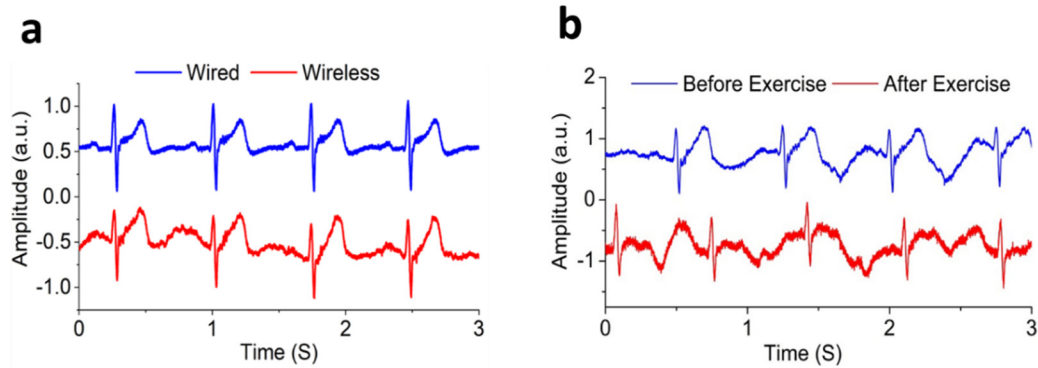 a
Wired
Wireless
Amplitude (a.u.)
1.0
0.5
0.0
-0.5
-1.0
0
1
2
3
Time (S)
b
Before Exercise
After Exercise
Amplitude (a.u.)
2
1
0
-1
0
1
2
3
Time (S)